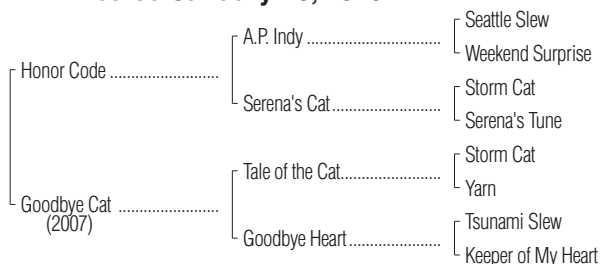 Seattle Slew
A.P. Indy
Weekend Surprise
Honor Code
Storm Cat
Serena's Cat
Serena's Tune
Storm Cat
Tale of the Cat
Yarn
Goodbye Cat
(2007)
Tsunami Slew
Goodbye Heart
Keeper of My Heart